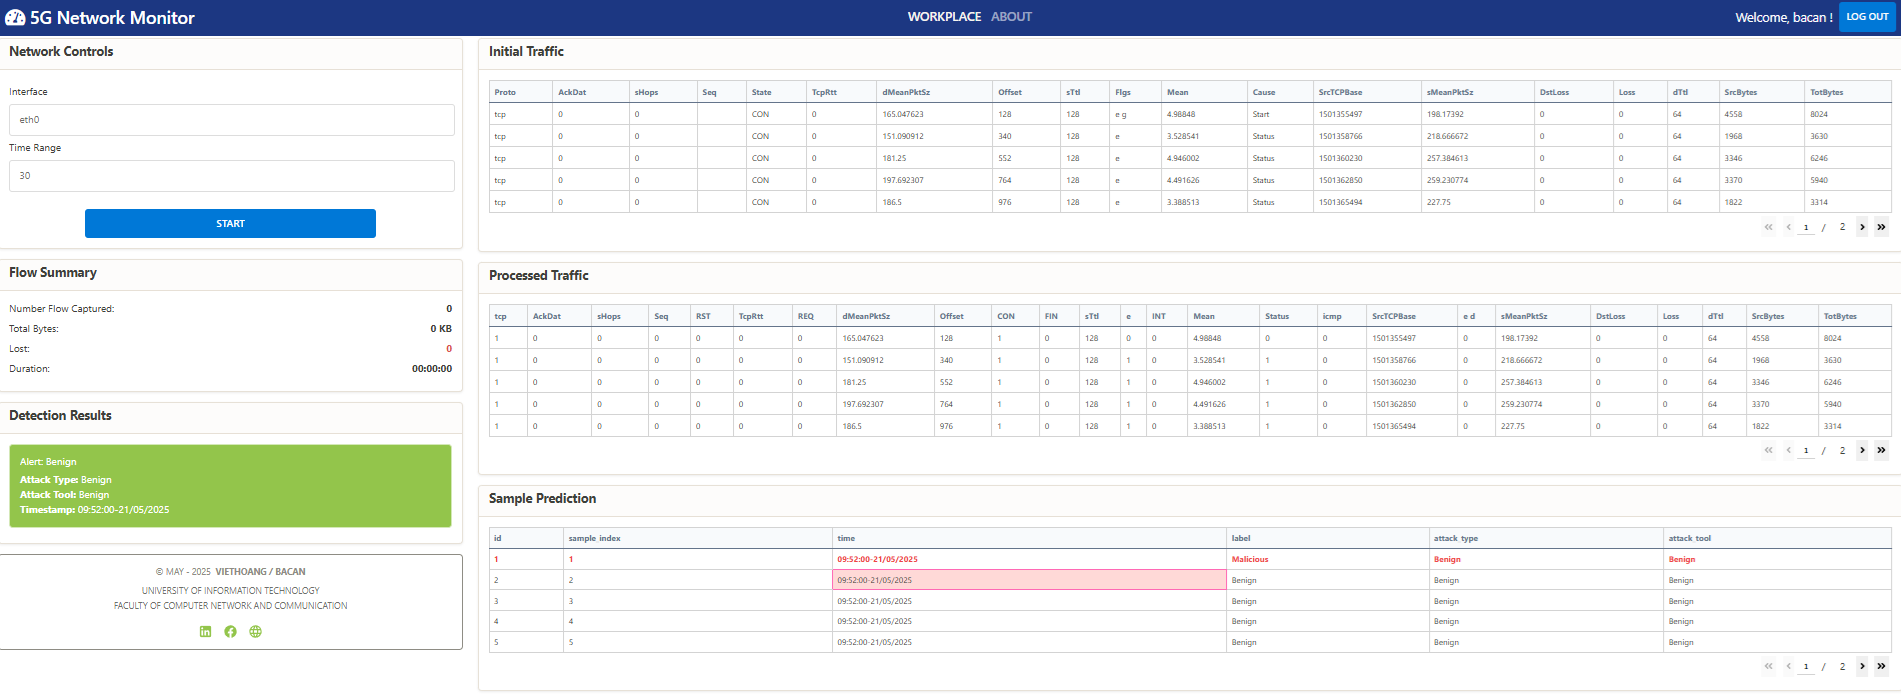 5G Network Monitor WORKPLACE ABOUT Welcome, bacan ! LOG OUT
Network Controls
Interface
eth0
Time Range
30
START
Flow Summary
Number Flow Captured: 0
Total Bytes: 0 KB
Lost: 0
Duration: 00:00:00
Detection Results
Alert: Benign
Attack Type: Benign
Attack Tool: Benign
Timestamp: 09:52:00-21/05/2025
© MAY - 2025 VIETHOANG / BACAN
UNIVERSITY OF INFORMATION TECHNOLOGY
FACULTY OF COMPUTER NETWORK AND COMMUNICATION
Initial Traffic
Proto AckDat sHops Seq State TcpRtt dMeanPktSz Offset sTtl Flgs Mean Cause SrcTCPBase sMeanPktSz DstLoss Loss dTtl SrcBytes TotBytes
tcp 0 0 CON 0 165.047623 128 128 e g 4.98848 Start 1501355497 198.17392 0 0 64 4558 8024
tcp 0 0 CON 0 151.090912 340 128 e 3.528541 Status 1501358766 218.666672 0 0 64 1968 3630
tcp 0 0 CON 0 181.25 552 128 e 4.946002 Status 1501360230 257.384613 0 0 64 3346 6246
tcp 0 0 CON 0 197.692307 764 128 e 4.491626 Status 1501362850 259.230774 0 0 64 3370 5940
tcp 0 0 CON 0 186.5 976 128 e 3.388513 Status 1501365494 227.75 0 0 64 1822 3314
« ‹ 1 / 2 › »
Processed Traffic
tcp AckDat sHops Seq RST TcpRtt REQ dMeanPktSz Offset CON FIN sTtl e INT Mean Status icmp SrcTCPBase e d sMeanPktSz DstLoss Loss dTtl SrcBytes TotBytes
1 0 0 0 0 0 0 165.047623 128 1 0 128 0 0 4.98848 0 0 1501355497 0 198.17392 0 0 64 4558 8024
1 0 0 0 0 0 0 151.090912 340 1 0 128 1 0 3.528541 1 0 1501358766 0 218.666672 0 0 64 1968 3630
1 0 0 0 0 0 0 181.25 552 1 0 128 1 0 4.946002 1 0 1501360230 0 257.384613 0 0 64 3346 6246
1 0 0 0 0 0 0 197.692307 764 1 0 128 1 0 4.491626 1 0 1501362850 0 259.230774 0 0 64 3370 5940
1 0 0 0 0 0 0 186.5 976 1 0 128 1 0 3.388513 1 0 1501365494 0 227.75 0 0 64 1822 3314
« ‹ 1 / 2 › »
Sample Prediction
id sample_index time label attack_type attack_tool
1 1 09:52:00-21/05/2025 Malicious Benign Benign
2 2 09:52:00-21/05/2025 Benign Benign Benign
3 3 09:52:00-21/05/2025 Benign Benign Benign
4 4 09:52:00-21/05/2025 Benign Benign Benign
5 5 09:52:00-21/05/2025 Benign Benign Benign
« ‹ 1 / 2 › »